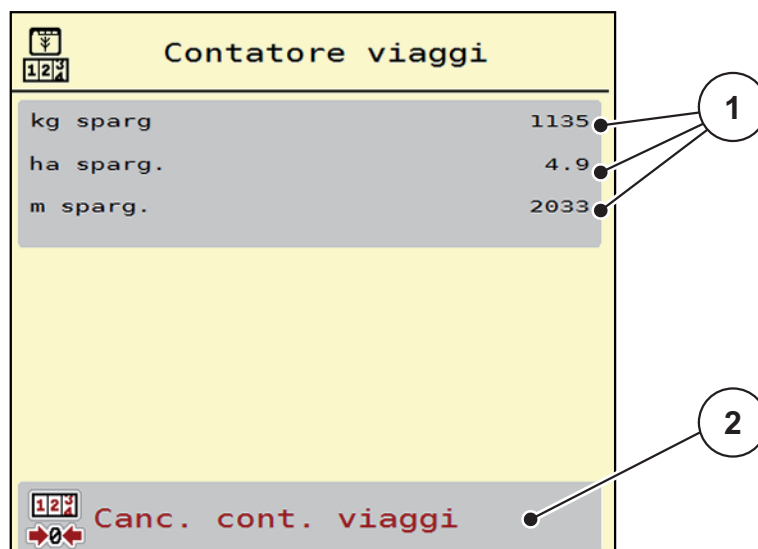 Contatore viaggi
kg sparg 1135
ha sparg. 4.9
m sparg. 2033
Canc. cont. viaggi
1
2